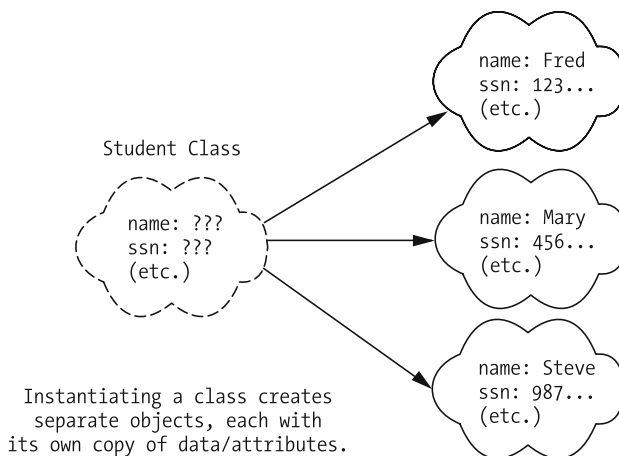 name: Fred
ssn: 123...
(etc.)
Student Class
name: ???
ssn: ???
(etc.)
name: Mary
ssn: 456...
(etc.)
name: Steve
ssn: 987...
(etc.)
Instantiating a class creates
separate objects, each with
its own copy of data/attributes.